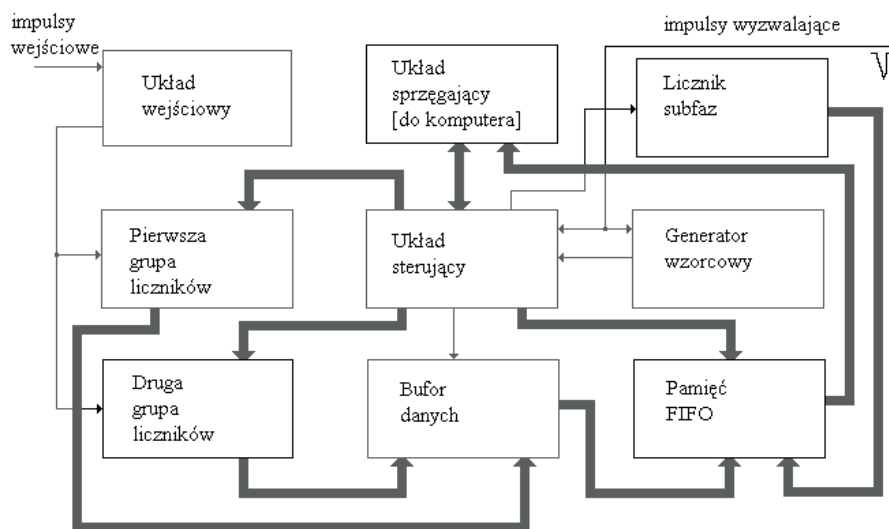 impulsy
wejściowe
impulsy wyzwalające
Układ
wejściowy
Układ
sprzęgający
[do komputera]
Licznik
subfaz
Pierwsza
grupa
liczników
Układ
sterujący
Generator
wzorcowy
Druga
grupa
liczników
Bufor
danych
Pamięć
FIFO